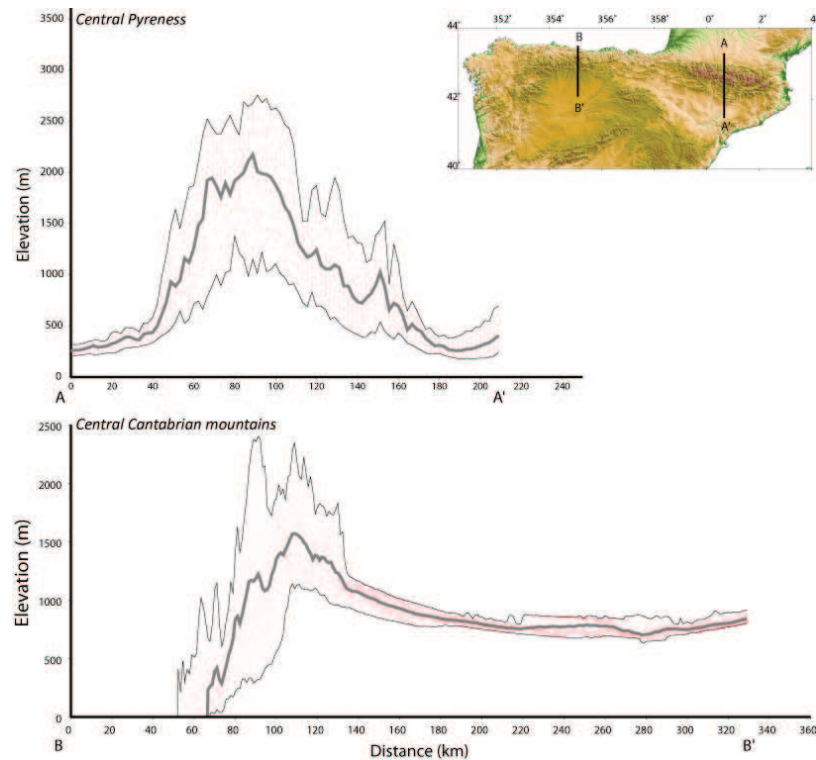 Central Pyreness
3500
3000
2500
2000
1500
1000
500
0
Elevation (m)
0 20 40 60 80 100 120 140 160 180 200 220 240
A A'
44˚ 352˚ 354˚ 356˚ 358˚ 0˚ 2˚ 4
42˚
40˚
B
B'
A
A'
Central Cantabrian mountains
2500
2000
1500
1000
500
0
Elevation (m)
0 20 40 60 80 100 120 140 160 180 200 220 240 260 280 300 320 340 360
B Distance (km) B'